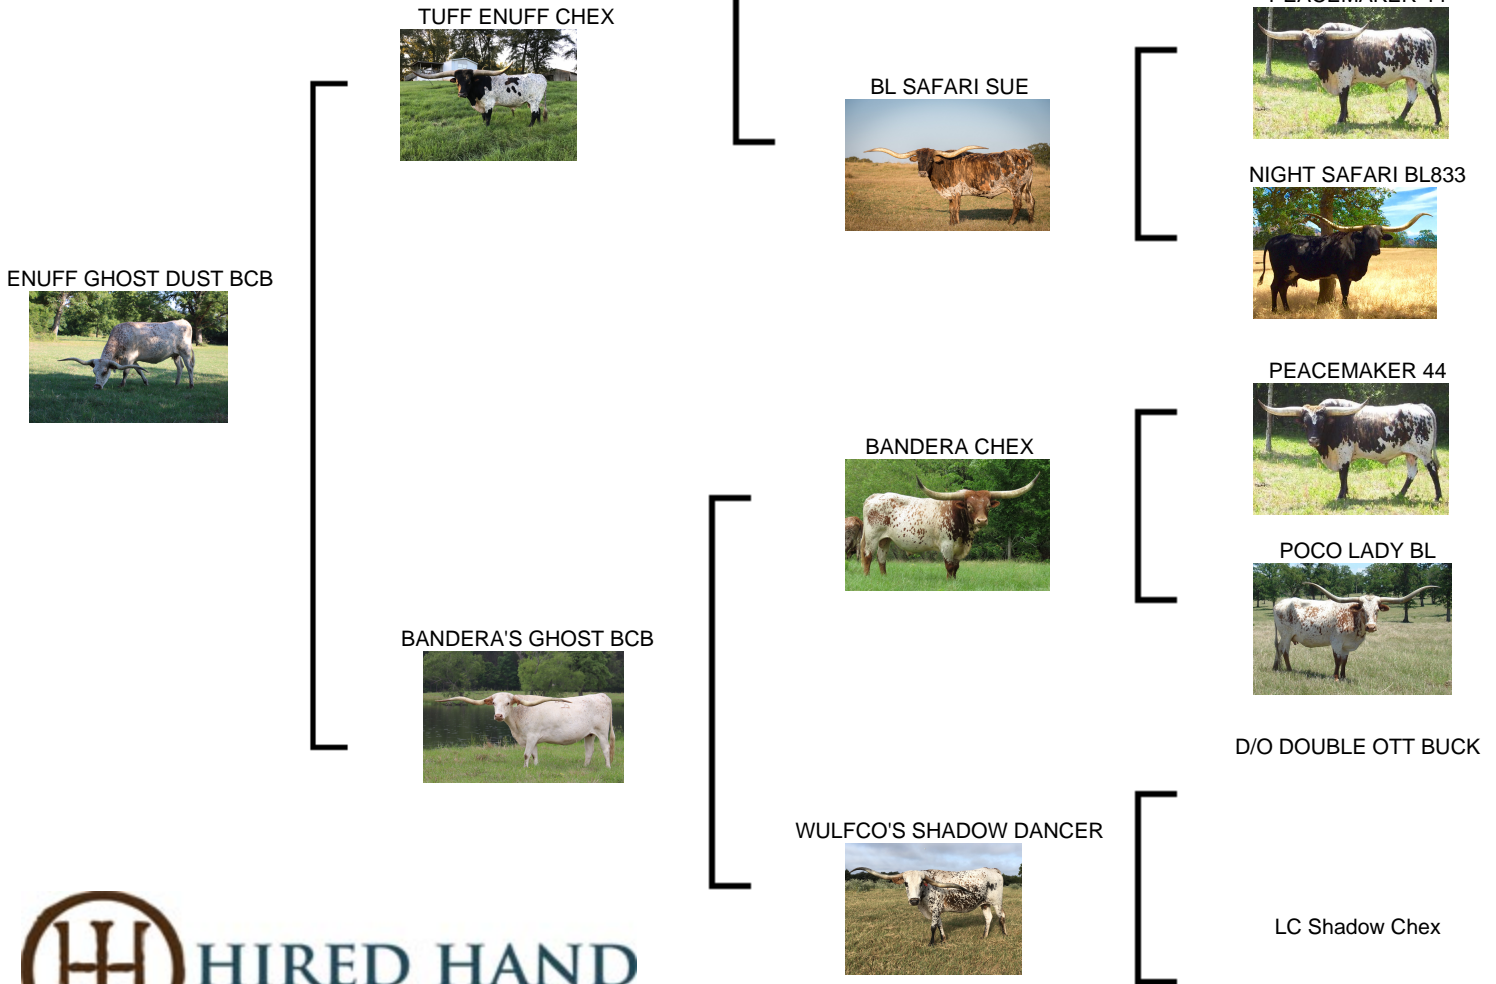 TUFF ENUFF CHEX
BL SAFARI SUE
NIGHT SAFARI BL833
ENUFF GHOST DUST BCB
PEACEMAKER 44
BANDERA CHEX
POCO LADY BL
BANDERA'S GHOST BCB
D/O DOUBLE OTT BUCK
WULFCO'S SHADOW DANCER
LC Shadow Chex
HIRED HAND